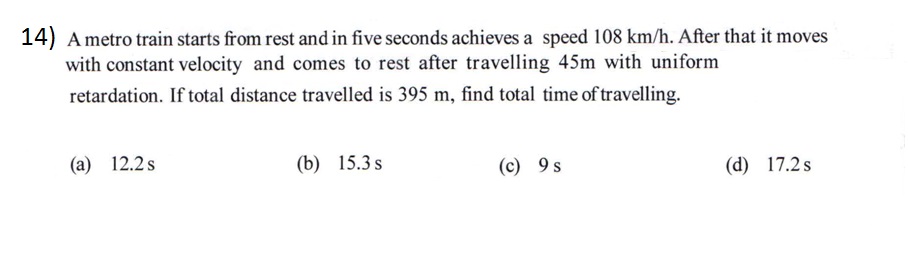 14) A metro train starts from rest and in five seconds achieves a speed 108 km/h. After that it moves
with constant velocity and comes to rest after travelling 45m with uniform
retardation. If total distance travelled is 395 m, find total time of travelling.
(a) 12.2 s (b) 15.3 s (c) 9 s (d) 17.2 s